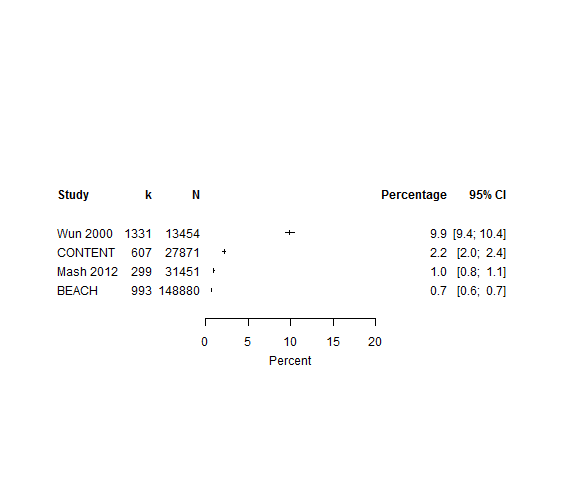 Study k N Percentage 95% CI
Wun 2000 1331 13454 9.9 [9.4; 10.4]
CONTENT 607 27871 2.2 [2.0; 2.4]
Mash 2012 299 31451 1.0 [0.8; 1.1]
BEACH 993 148880 0.7 [0.6; 0.7]
0 5 10 15 20
Percent